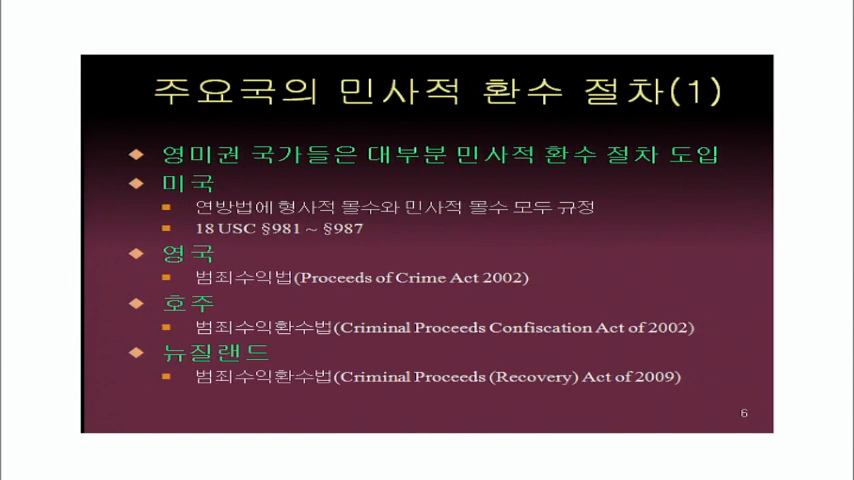 주요국의 민사적 환수 절차(1)
영미권 국가들은 대부분 민사적 환수 절차 도입
미국
연방법에 형사적 몰수와 민사적 몰수 모두 규정
18 USC §981 ~ §987
영국
범죄수익법(Proceeds of Crime Act 2002)
호주
범죄수익환수법(Criminal Proceeds Confiscation Act of 2002)
뉴질랜드
범죄수익환수법(Criminal Proceeds (Recovery) Act of 2009)
6